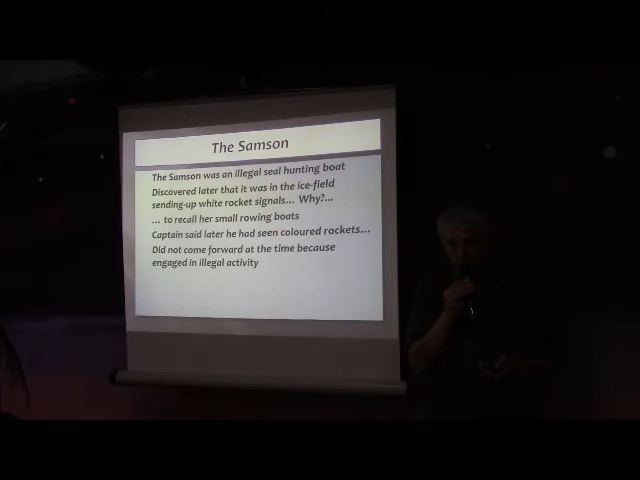 The Samson
The Samson was an illegal seal hunting boat
Discovered later that it was in the ice-field
sending-up white rocket signals... Why?...
... to recall her small rowing boats
Captain said later he had seen coloured rockets...
Did not come forward at the time because
engaged in illegal activity